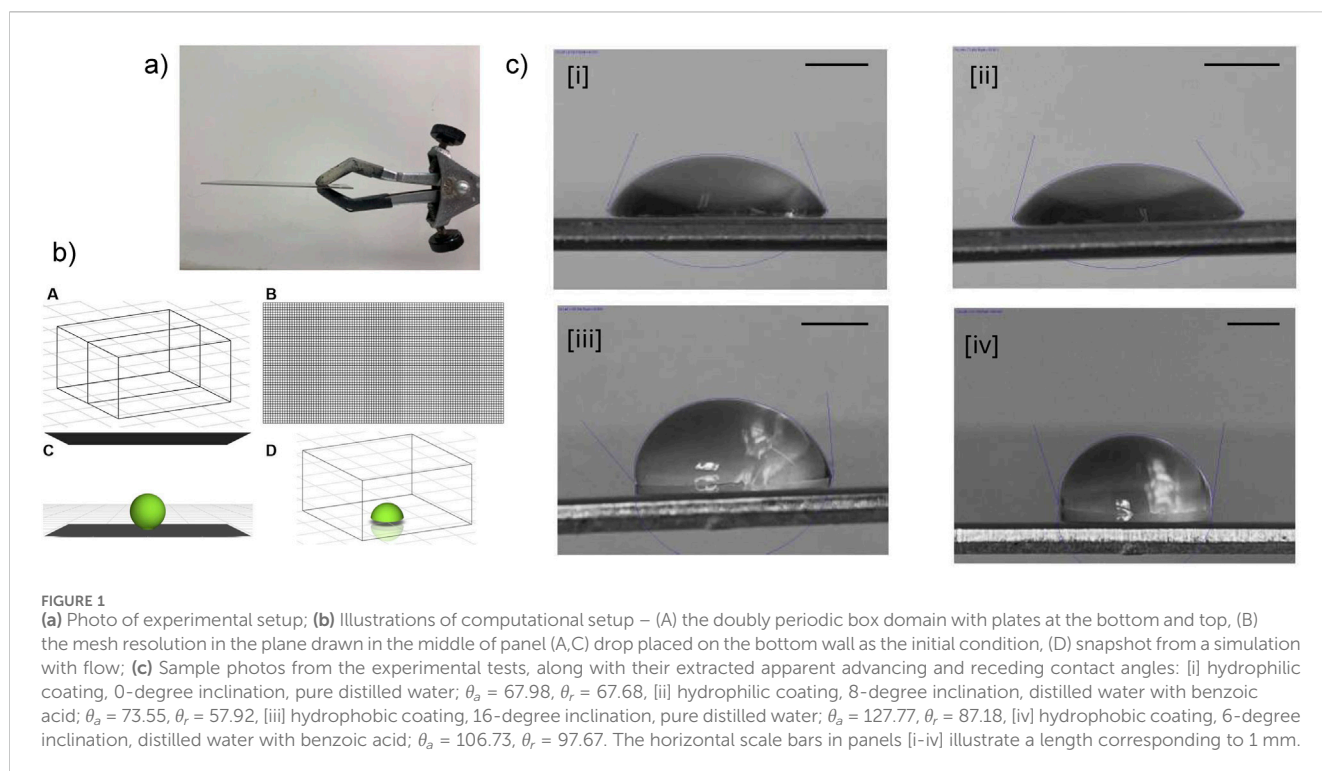 a)
c)
[i]
[ii]
b)
A
B
[iii]
[iv]
C
D
FIGURE 1
(a) Photo of experimental setup; (b) Illustrations of computational setup – (A) the doubly periodic box domain with plates at the bottom and top, (B)
the mesh resolution in the plane drawn in the middle of panel (A,C) drop placed on the bottom wall as the initial condition, (D) snapshot from a simulation
with flow; (c) Sample photos from the experimental tests, along with their extracted apparent advancing and receding contact angles: [i] hydrophilic
coating, 0-degree inclination, pure distilled water; θa = 67.98, θr = 67.68, [ii] hydrophilic coating, 8-degree inclination, distilled water with benzoic
acid; θa = 73.55, θr = 57.92, [iii] hydrophobic coating, 16-degree inclination, pure distilled water; θa = 127.77, θr = 87.18, [iv] hydrophobic coating, 6-degree
inclination, distilled water with benzoic acid; θa = 106.73, θr = 97.67. The horizontal scale bars in panels [i-iv] illustrate a length corresponding to 1 mm.